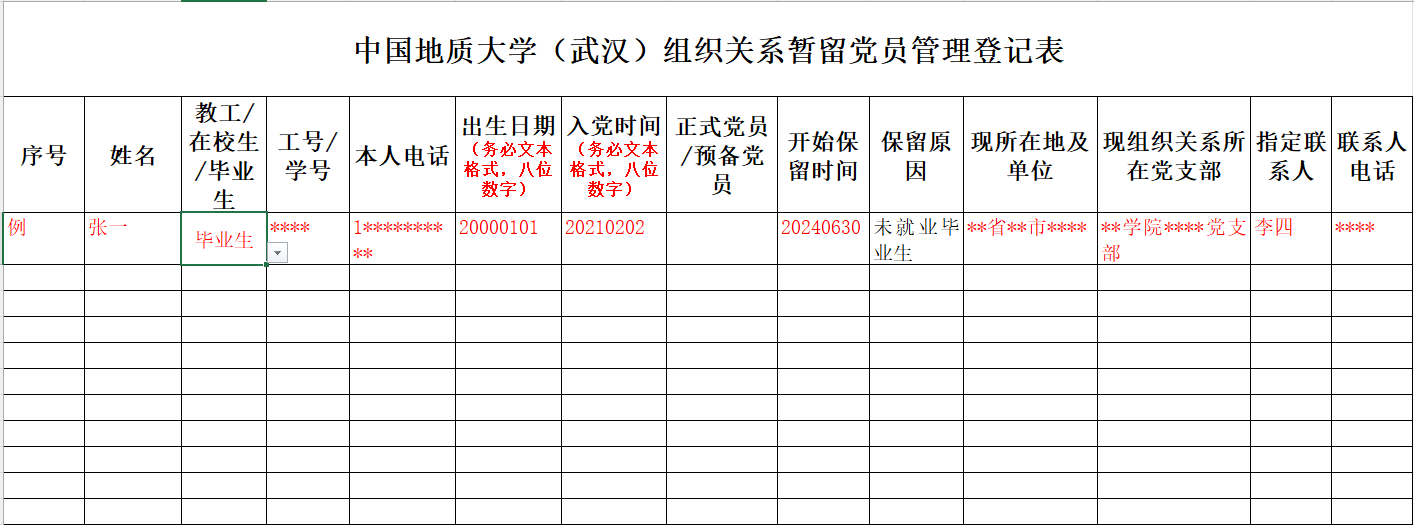 中国地质大学（武汉）组织关系暂留党员管理登记表
序号
姓名
教工/
在校生
/毕业
生
工号/
学号
本人电话
出生日期
（务必文本
格式，八位
数字）
入党时间
（务必文本
格式，八位
数字）
正式党员
/预备党
员
开始保
留时间
保留原
因
现所在地及
单位
现组织关系所
在党支部
指定联
系人
联系人
电话
例
张一
毕业生
****
1********
**
20000101
20210202
20240630
未就业毕
业生
**省**市****
**学院****党支
部
李四
****